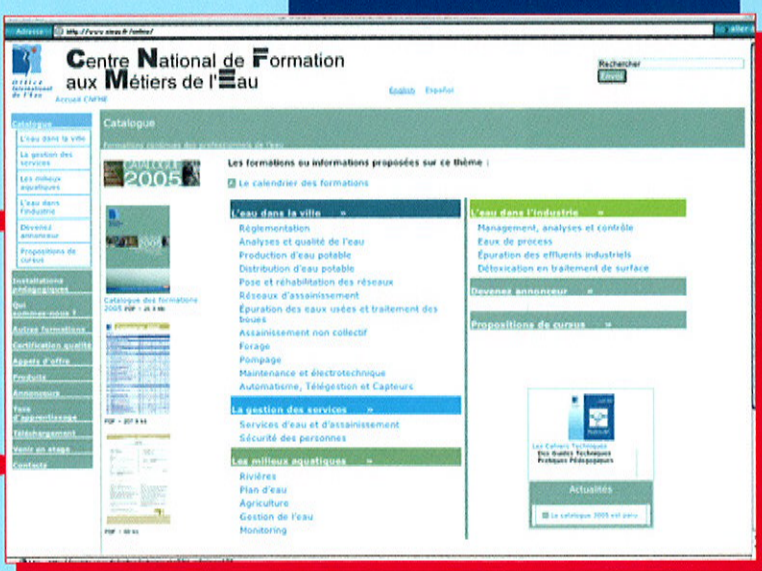 Adresse
aller à
Office
International
de l'Eau
Centre National de Formation
aux Métiers de l'Eau
Accueil CNFME
English Español
Rechercher
Envoi
Catalogue
L'eau dans la ville
La gestion des
services
Les milieux
aquatiques
L'eau dans
l'industrie
Devenez
annonceur
Propositions de
cursus
Installations
pédagogiques
Qui
sommes-nous ?
Autres formations
Certification qualité
Appels d'offre
Produits
Annonceurs
Taxe
d'apprentissage
Téléchargement
Venir en stage
Contacts
Catalogue
Formations continues des professionnels de l'eau
CATALOGUE
2005
Catalogue des formations
2005 PDF -
PDF -
PDF -
Les formations ou informations proposées sur ce thème :
Le calendrier des formations
L'eau dans la ville »
Réglementation
Analyses et qualité de l'eau
Production d'eau potable
Distribution d'eau potable
Pose et réhabilitation des réseaux
Réseaux d'assainissement
Épuration des eaux usées et traitement des
boues
Assainissement non collectif
Forage
Pompage
Maintenance et électrotechnique
Automatisme, Télégestion et Capteurs
La gestion des services »
Services d'eau et d'assainissement
Sécurité des personnes
Les milieux aquatiques »
Rivières
Plan d'eau
Agriculture
Gestion de l'eau
Monitoring
L'eau dans l'industrie »
Management, analyses et contrôle
Eaux de process
Épuration des effluents industriels
Détoxication en traitement de surface
Devenez annonceur »
Propositions de cursus »
Les Cahiers Techniques
Des Guides Techniques
Pratiques Pédagogiques
Actualités
Le catalogue 2005 est paru